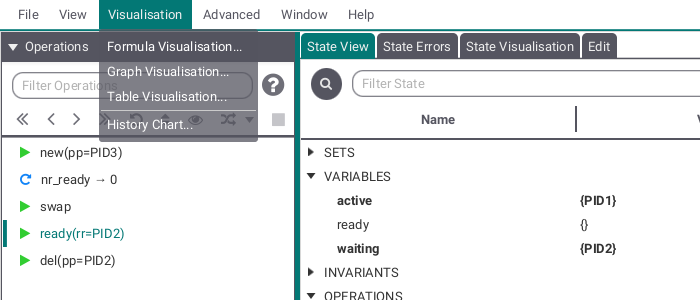 File View Visualisation Advanced Window Help
Operations
Formula Visualisation...
Graph Visualisation...
Table Visualisation...
History Chart...
Filter Operations
new(pp=PID3)
nr_ready → 0
swap
ready(rr=PID2)
del(pp=PID2)
State View State Errors State Visualisation Edit
Filter State
Name
SETS
VARIABLES
active {PID1}
ready {}
waiting {PID2}
INVARIANTS
OPERATIONS